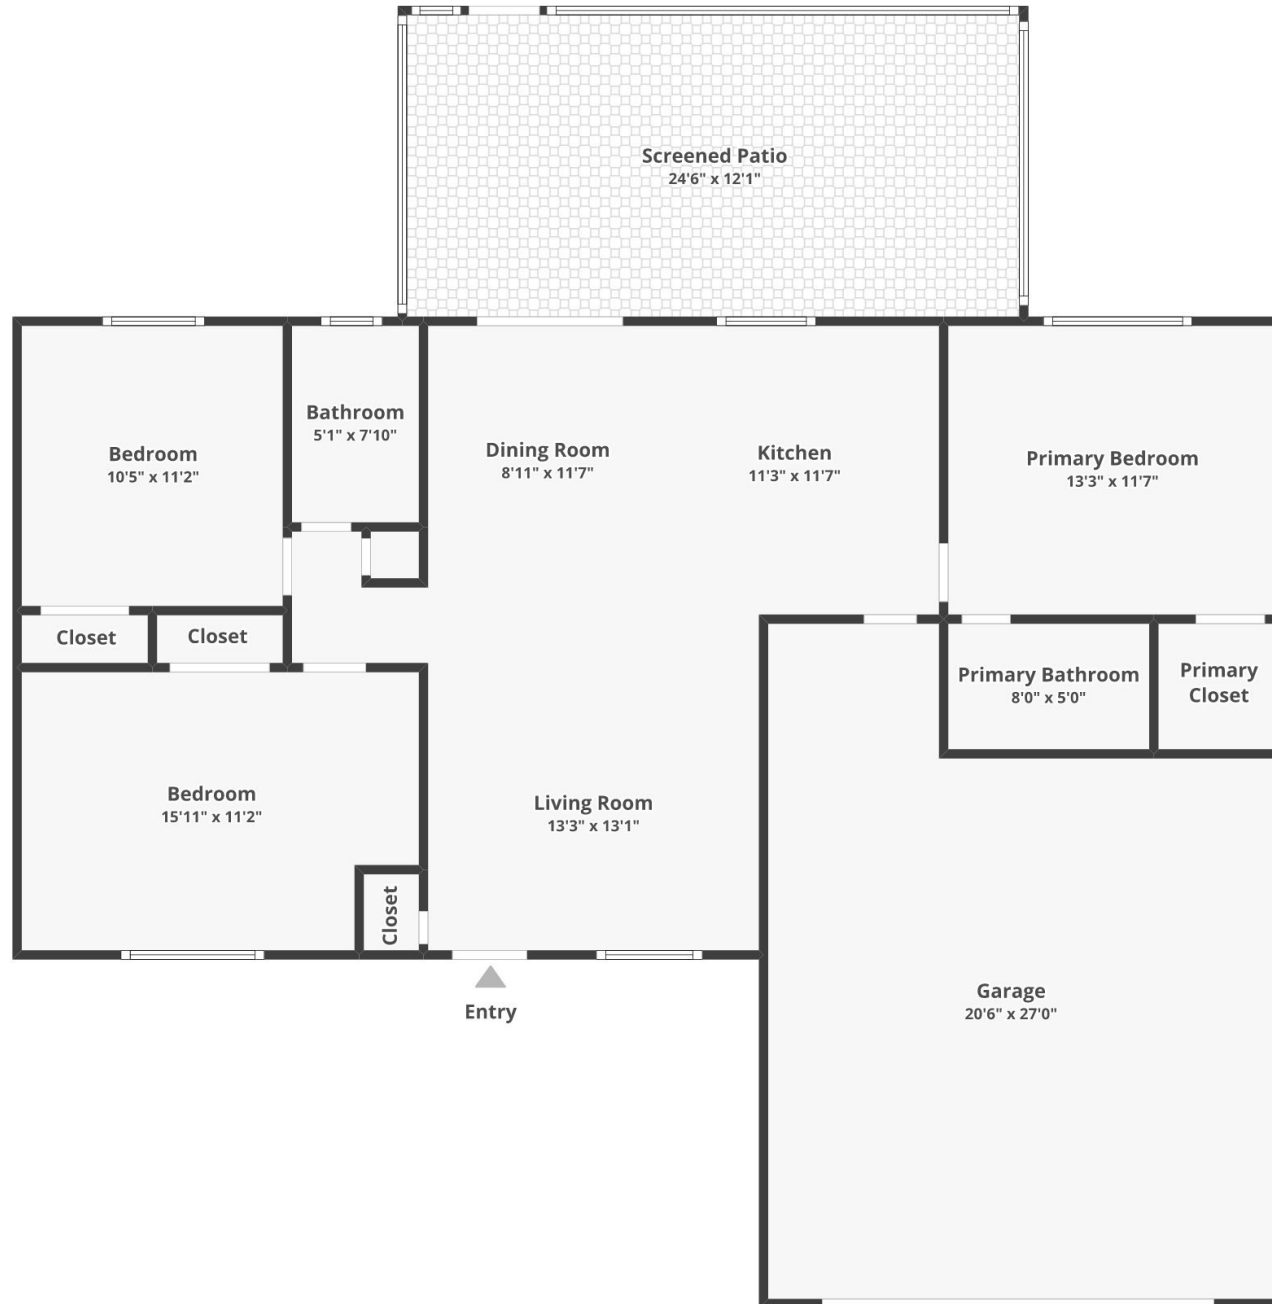 Screened Patio
24'6" x 12'1"
Bathroom
5'1" x 7'10"
Bedroom
10'5" x 11'2"
Dining Room
8'11" x 11'7"
Kitchen
11'3" x 11'7"
Primary Bedroom
13'3" x 11'7"
Closet
Closet
Primary Bathroom
8'0" x 5'0"
Primary
Closet
Bedroom
15'11" x 11'2"
Living Room
13'3" x 13'1"
Closet
Entry
Garage
20'6" x 27'0"